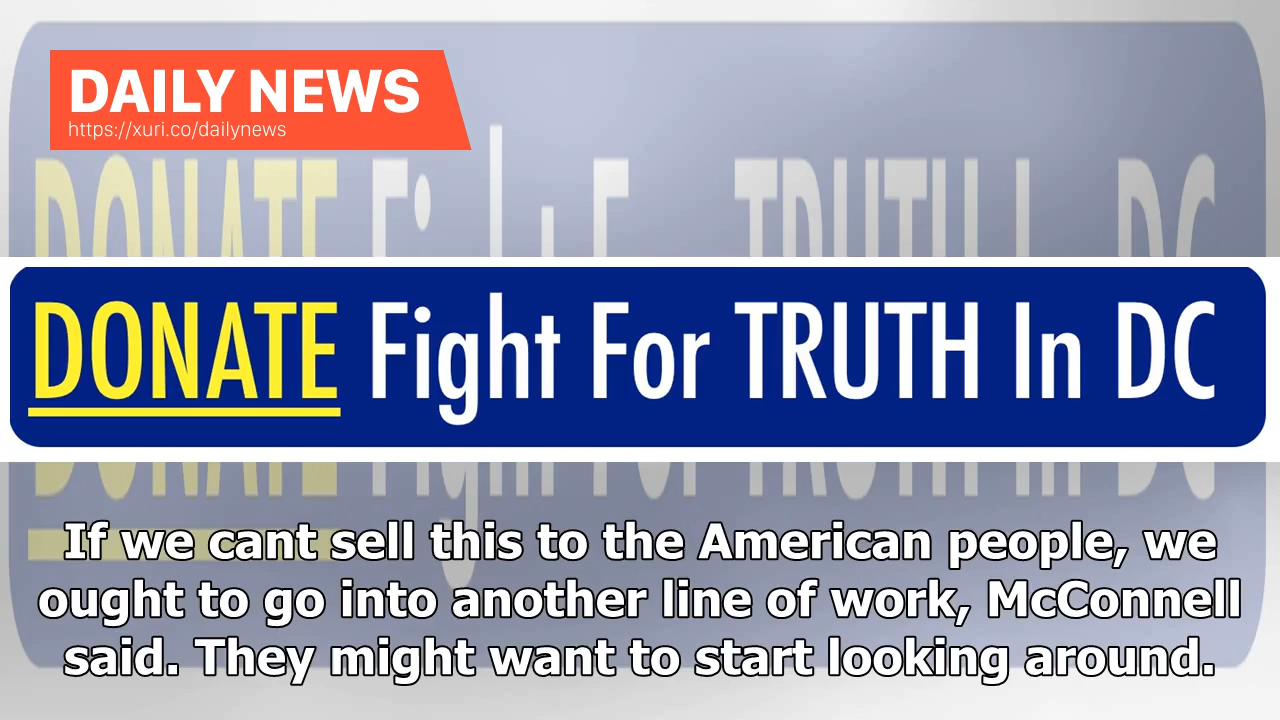 DAILY NEWS
https://xuri.co/dailynews
DONATE Fight For TRUTH In DC
If we cant sell this to the American people, we
ought to go into another line of work, McConnell
said. They might want to start looking around.